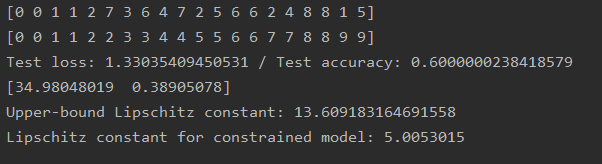 [0 0 1 1 2 7 3 6 4 7 2 5 6 6 2 4 8 8 1 5]
[0 0 1 1 2 2 3 3 4 4 5 5 6 6 7 7 8 8 9 9]
Test loss: 1.33035409450531 / Test accuracy: 0.6000000238418579
[34.98048019  0.38905078]
Upper-bound Lipschitz constant: 13.609183164691558
Lipschitz constant for constrained model: 5.0053015